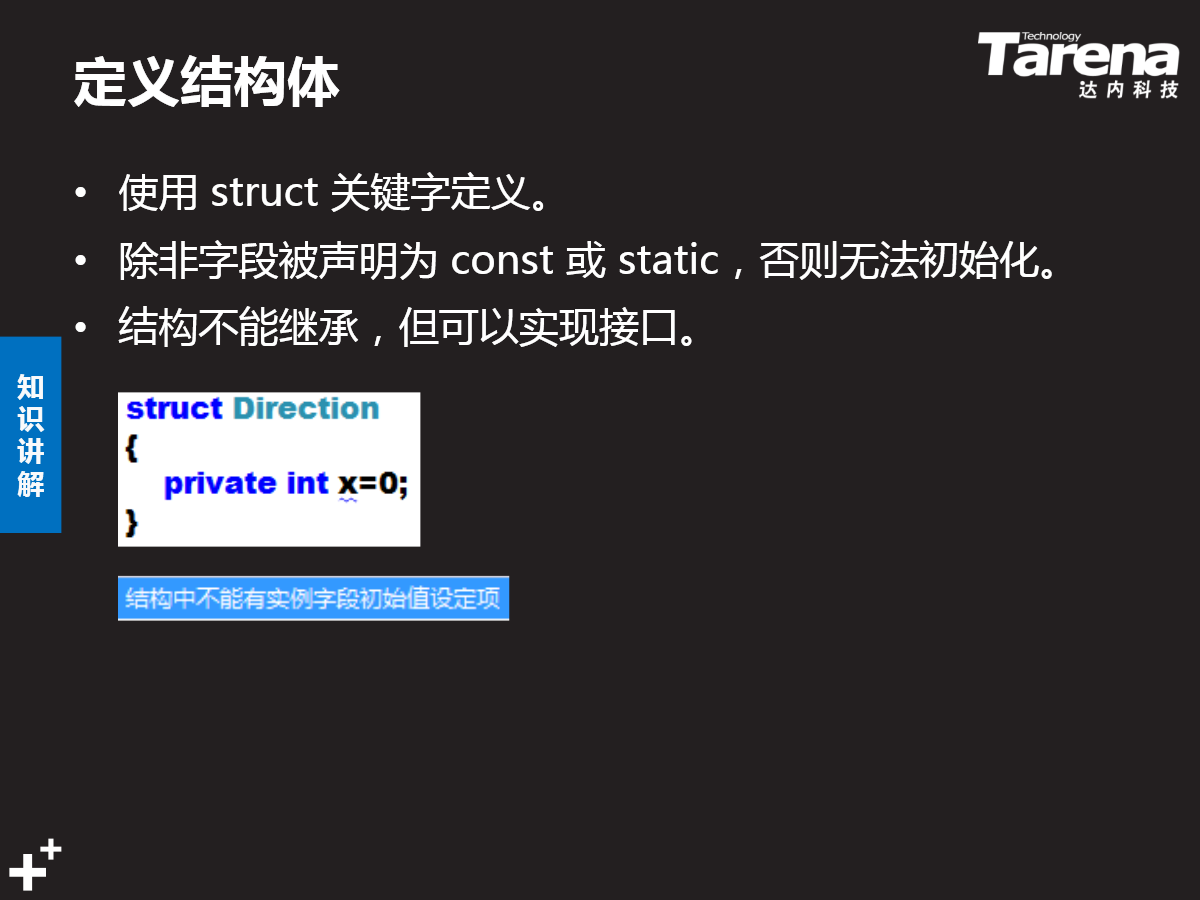 定义结构体
Technology
Tarena
达内科技
• 使用 struct 关键字定义。
• 除非字段被声明为 const 或 static，否则无法初始化。
• 结构不能继承，但可以实现接口。
知识讲解
struct Direction
{
private int x=0;
}
结构中不能有实例字段初始值设定项